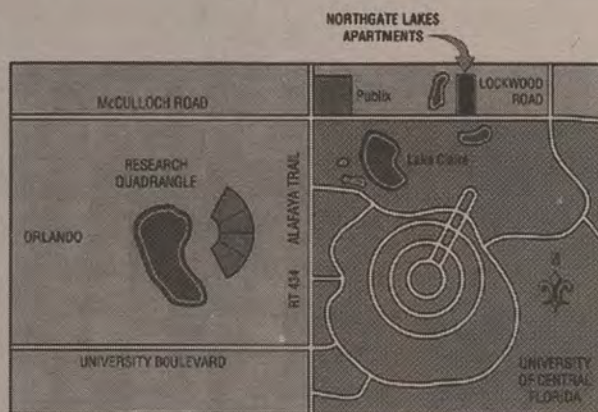 NORTHGATE LAKES
APARTMENTS
McCULLOCH ROAD
Publix
LOCKWOOD
ROAD
RESEARCH
QUADRANGLE
Lake Claire
ORLANDO
RT 434 ALAFAYA TRAIL
UNIVERSITY BOULEVARD
UNIVERSITY
OF CENTRAL
FLORIDA